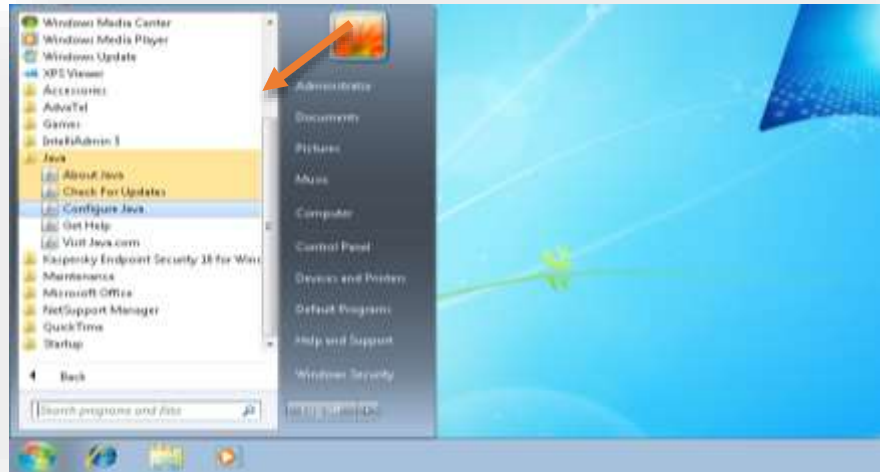 Windows Media Center
Windows Media Player
Windows Update
XPS Viewer
Accessories
AdvaTel
Games
IntelliAdmin 5
Java
About Java
Check For Updates
Configure Java
Get Help
Visit Java.com
Kaspersky Endpoint Security 10 for Wind
Maintenance
Microsoft Office
NetSupport Manager
QuickTime
Startup
Back
Search programs and files
Administrator
Documents
Pictures
Music
Computer
Control Panel
Devices and Printers
Default Programs
Help and Support
Windows Security